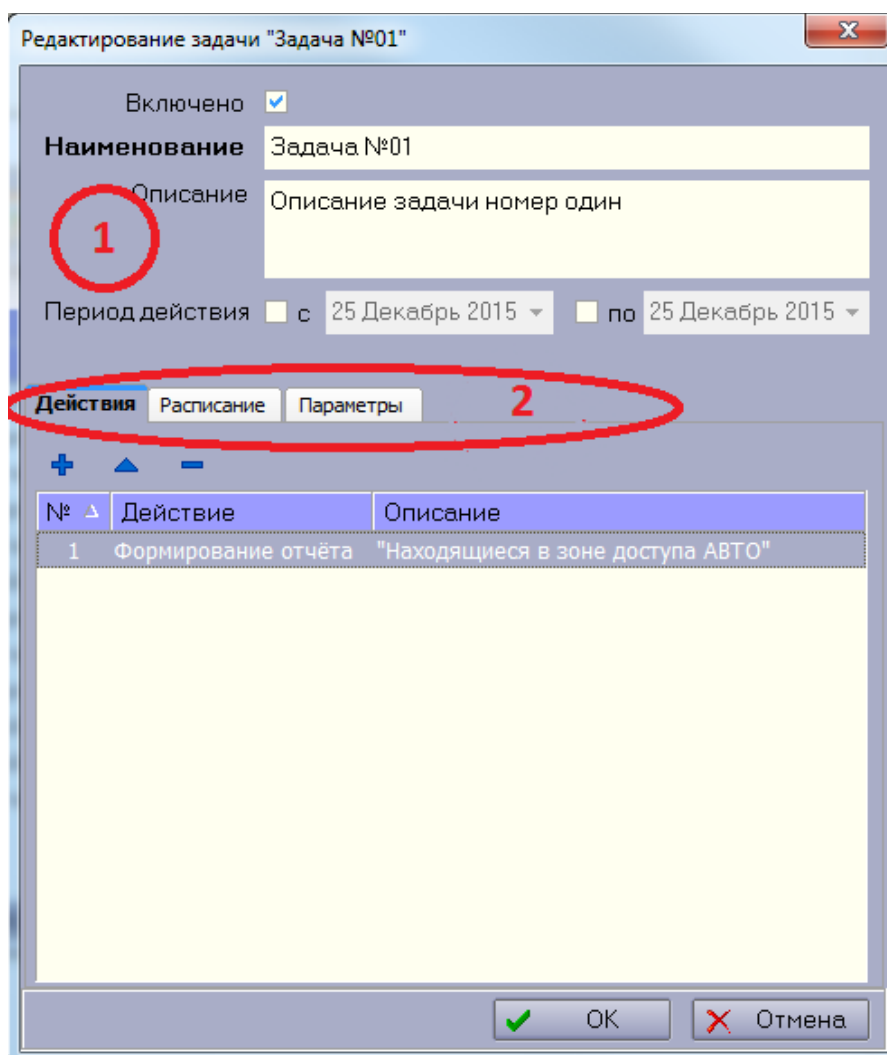 Редактирование задачи "Задача №01"
Включено
Наименование Задача №01
Описание Описание задачи номер один
1
Период действия с 25 Декабрь 2015 по 25 Декабрь 2015
Действия Расписание Параметры 2
№ Действие Описание
1 Формирование отчёта "Находящиеся в зоне доступа АВТО"
OK Отмена